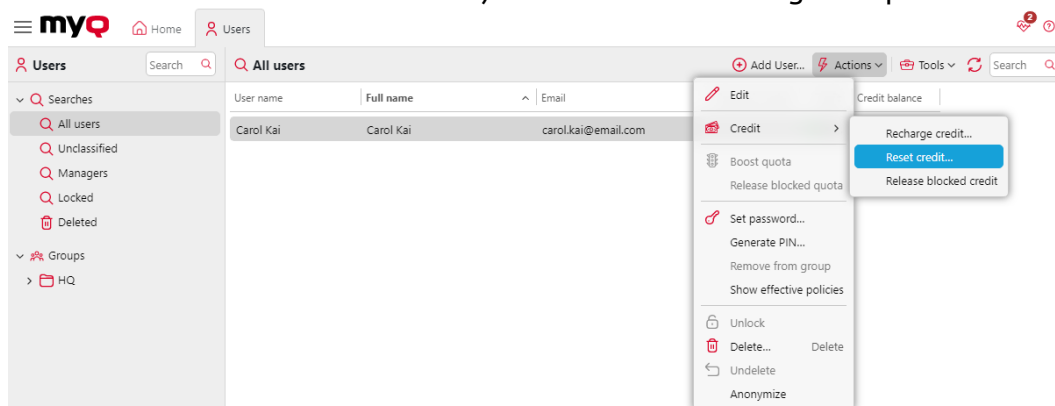 myQ Home Users 2
Users Search All users Add User... Actions Tools Search
Searches
All users
Unclassified
Managers
Locked
Deleted
Groups
HQ
User name Full name Email Credit balance
Carol Kai Carol Kai carol.kai@email.com
Edit
Credit
Boost quota
Release blocked quota
Set password...
Generate PIN...
Remove from group
Show effective policies
Unlock
Delete... Delete
Undelete
Anonymize
Recharge credit...
Reset credit...
Release blocked credit